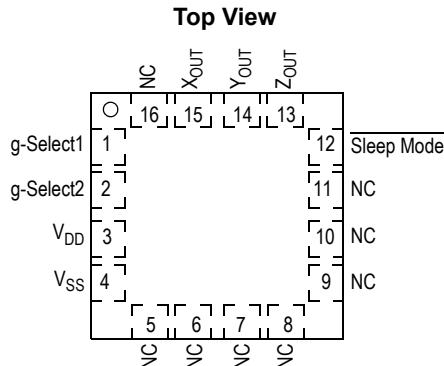 Top View
NC
XOUT
YOUT
ZOUT
16
15
14
13
g-Select1
1
12
Sleep Mode
g-Select2
2
11
NC
VDD
3
10
NC
VSS
4
9
NC
5
6
7
8
NC
NC
NC
NC